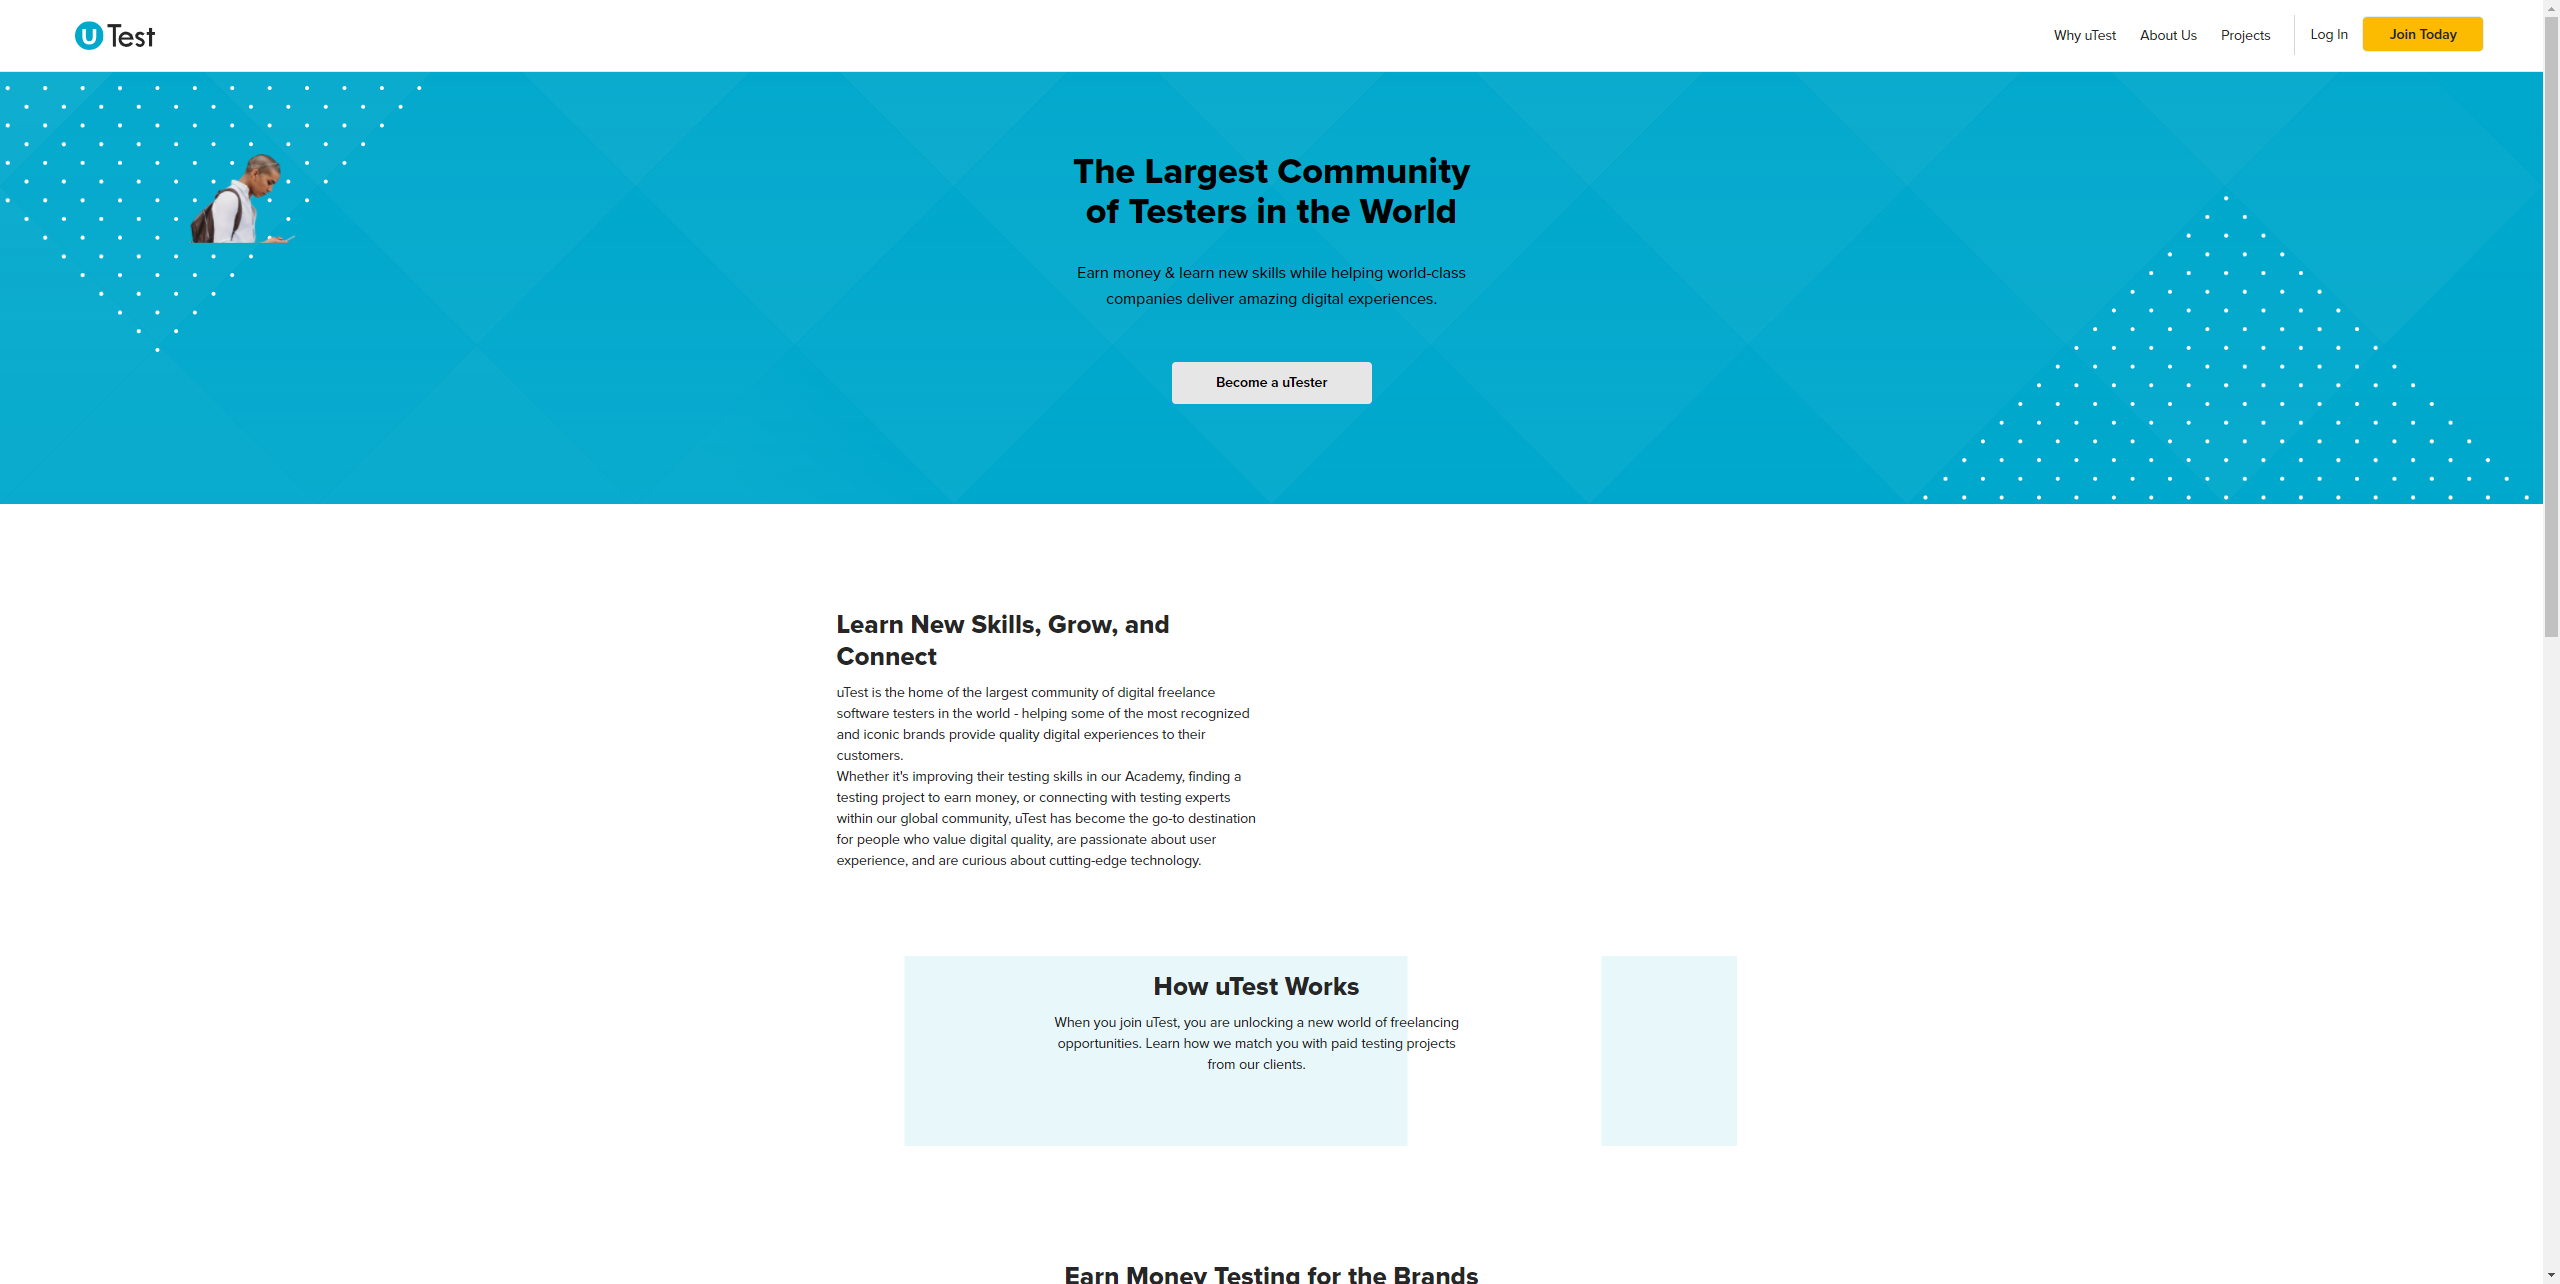 uTest
Why uTest
About Us
Projects
Log In
Join Today
The Largest Community
of Testers in the World
Earn money & learn new skills while helping world-class
companies deliver amazing digital experiences.
Become a uTester
Learn New Skills, Grow, and
Connect
uTest is the home of the largest community of digital freelance
software testers in the world - helping some of the most recognized
and iconic brands provide quality digital experiences to their
customers.
Whether it's improving their testing skills in our Academy, finding a
testing project to earn money, or connecting with testing experts
within our global community, uTest has become the go-to destination
for people who value digital quality, are passionate about user
experience, and are curious about cutting-edge technology.
How uTest Works
When you join uTest, you are unlocking a new world of freelancing
opportunities. Learn how we match you with paid testing projects
from our clients.
Earn Money Testing for the Brands